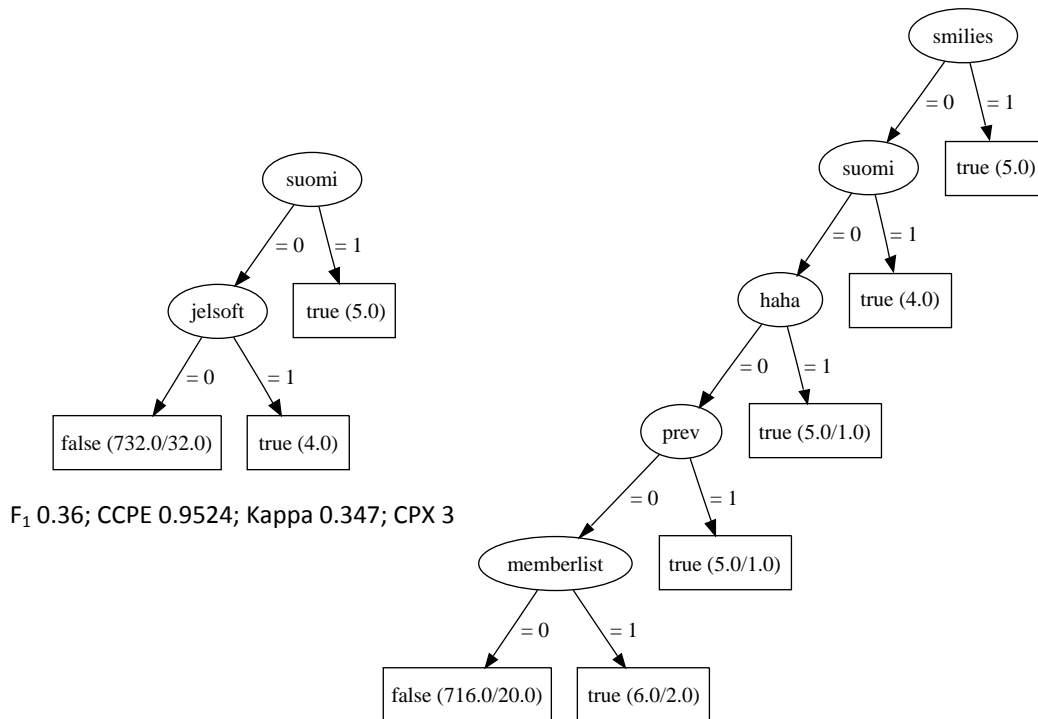 suomi
= 0
= 1
jelsoft
true (5.0)
= 0
= 1
false (732.0/32.0)
true (4.0)
F1 0.36; CCPE 0.9524; Kappa 0.347; CPX 3
smilies
= 0
= 1
suomi
true (5.0)
= 0
= 1
haha
true (4.0)
= 0
= 1
prev
true (5.0/1.0)
= 0
= 1
memberlist
true (5.0/1.0)
= 0
= 1
false (716.0/20.0)
true (6.0/2.0)